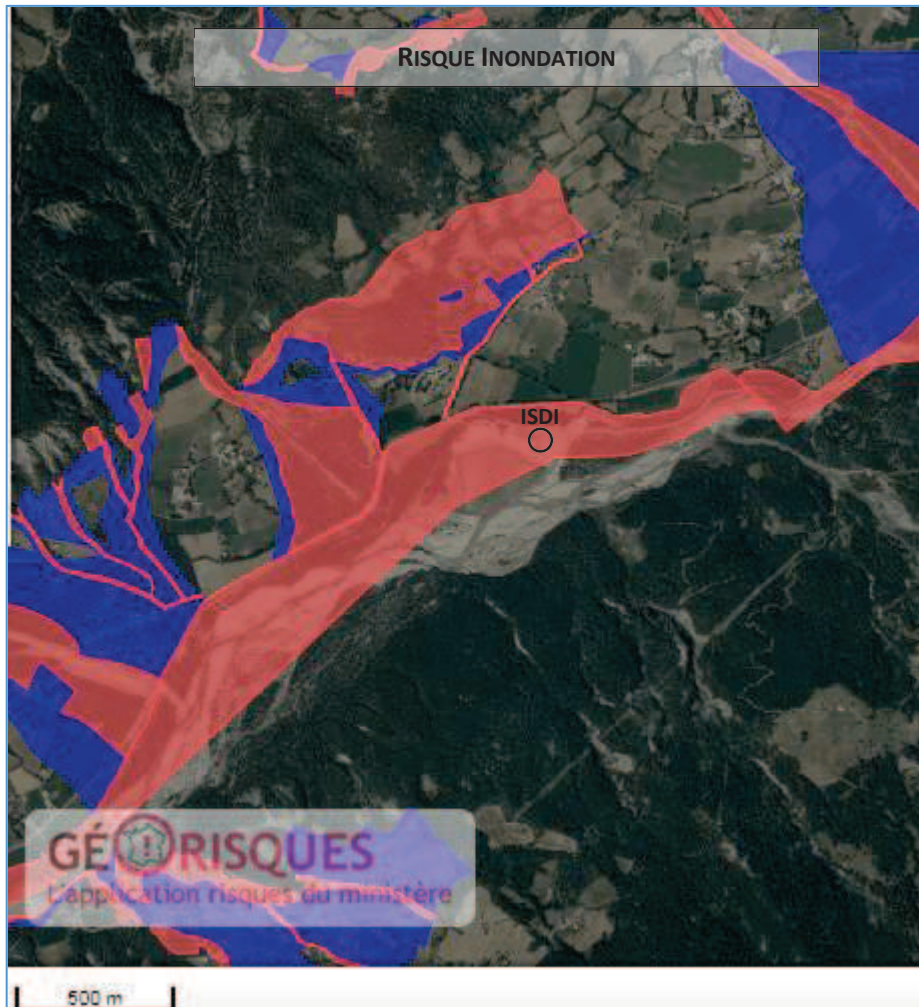 RISQUE INONDATION
ISDI
GÉORISQUES
L'application risques du ministère
500 m